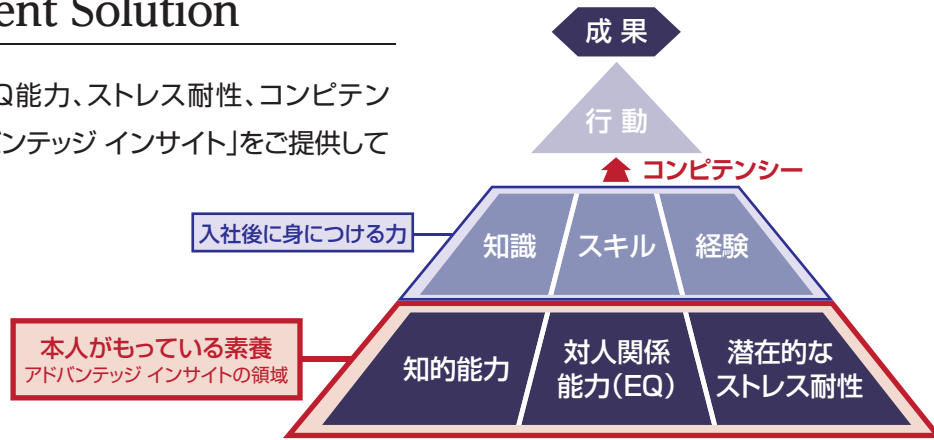 ent Solution
Q能力、ストレス耐性、コンピテン
ンテッジ インサイト」をご提供して
成果
行動
コンピテンシー
入社後に身につける力
知識 スキル 経験
本人がもっている素養
アドバンテッジ インサイトの領域
知的能力
対人関係
能力(EQ)
潜在的な
ストレス耐性